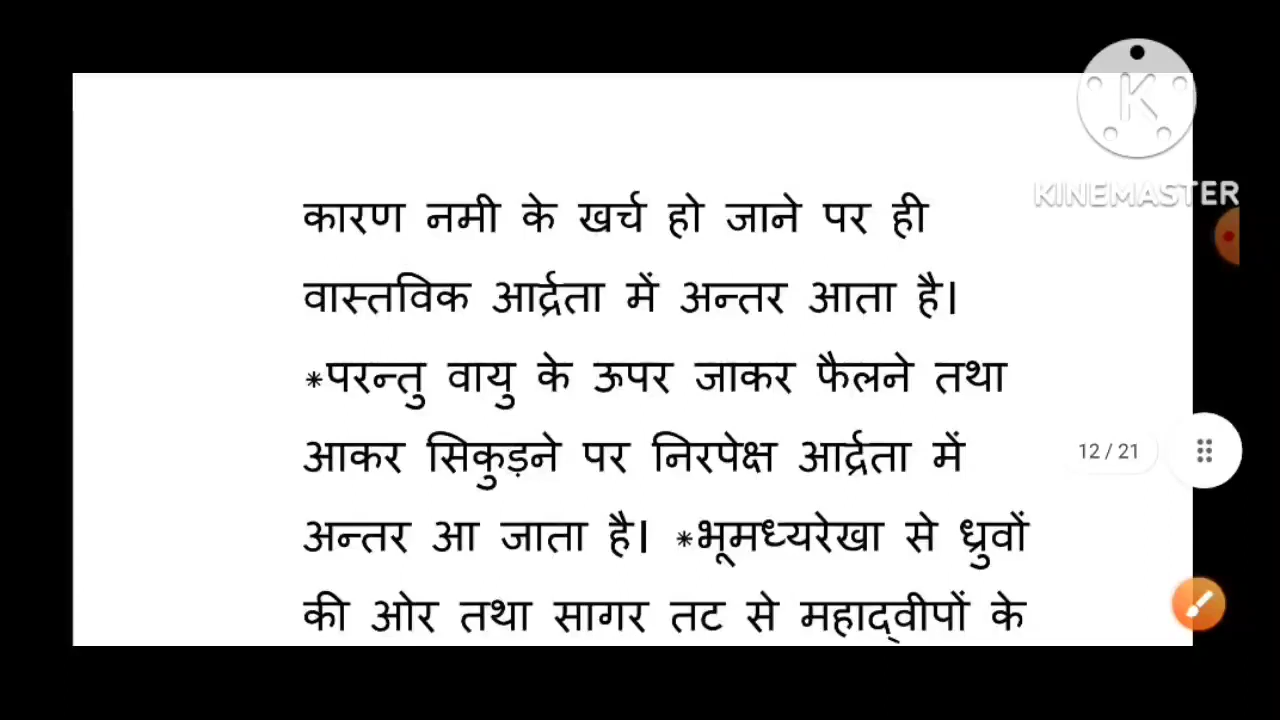 कारण नमी के खर्च हो जाने पर ही
वास्तविक आर्द्रता में अन्तर आता है।
*परन्तु वायु के ऊपर जाकर फैलने तथा
आकर सिकुड़ने पर निरपेक्ष आर्द्रता में
अन्तर आ जाता है। *भूमध्यरेखा से ध्रुवों
की ओर तथा सागर तट से महाद्वीपों के
K
KINEMASTER
12 / 21